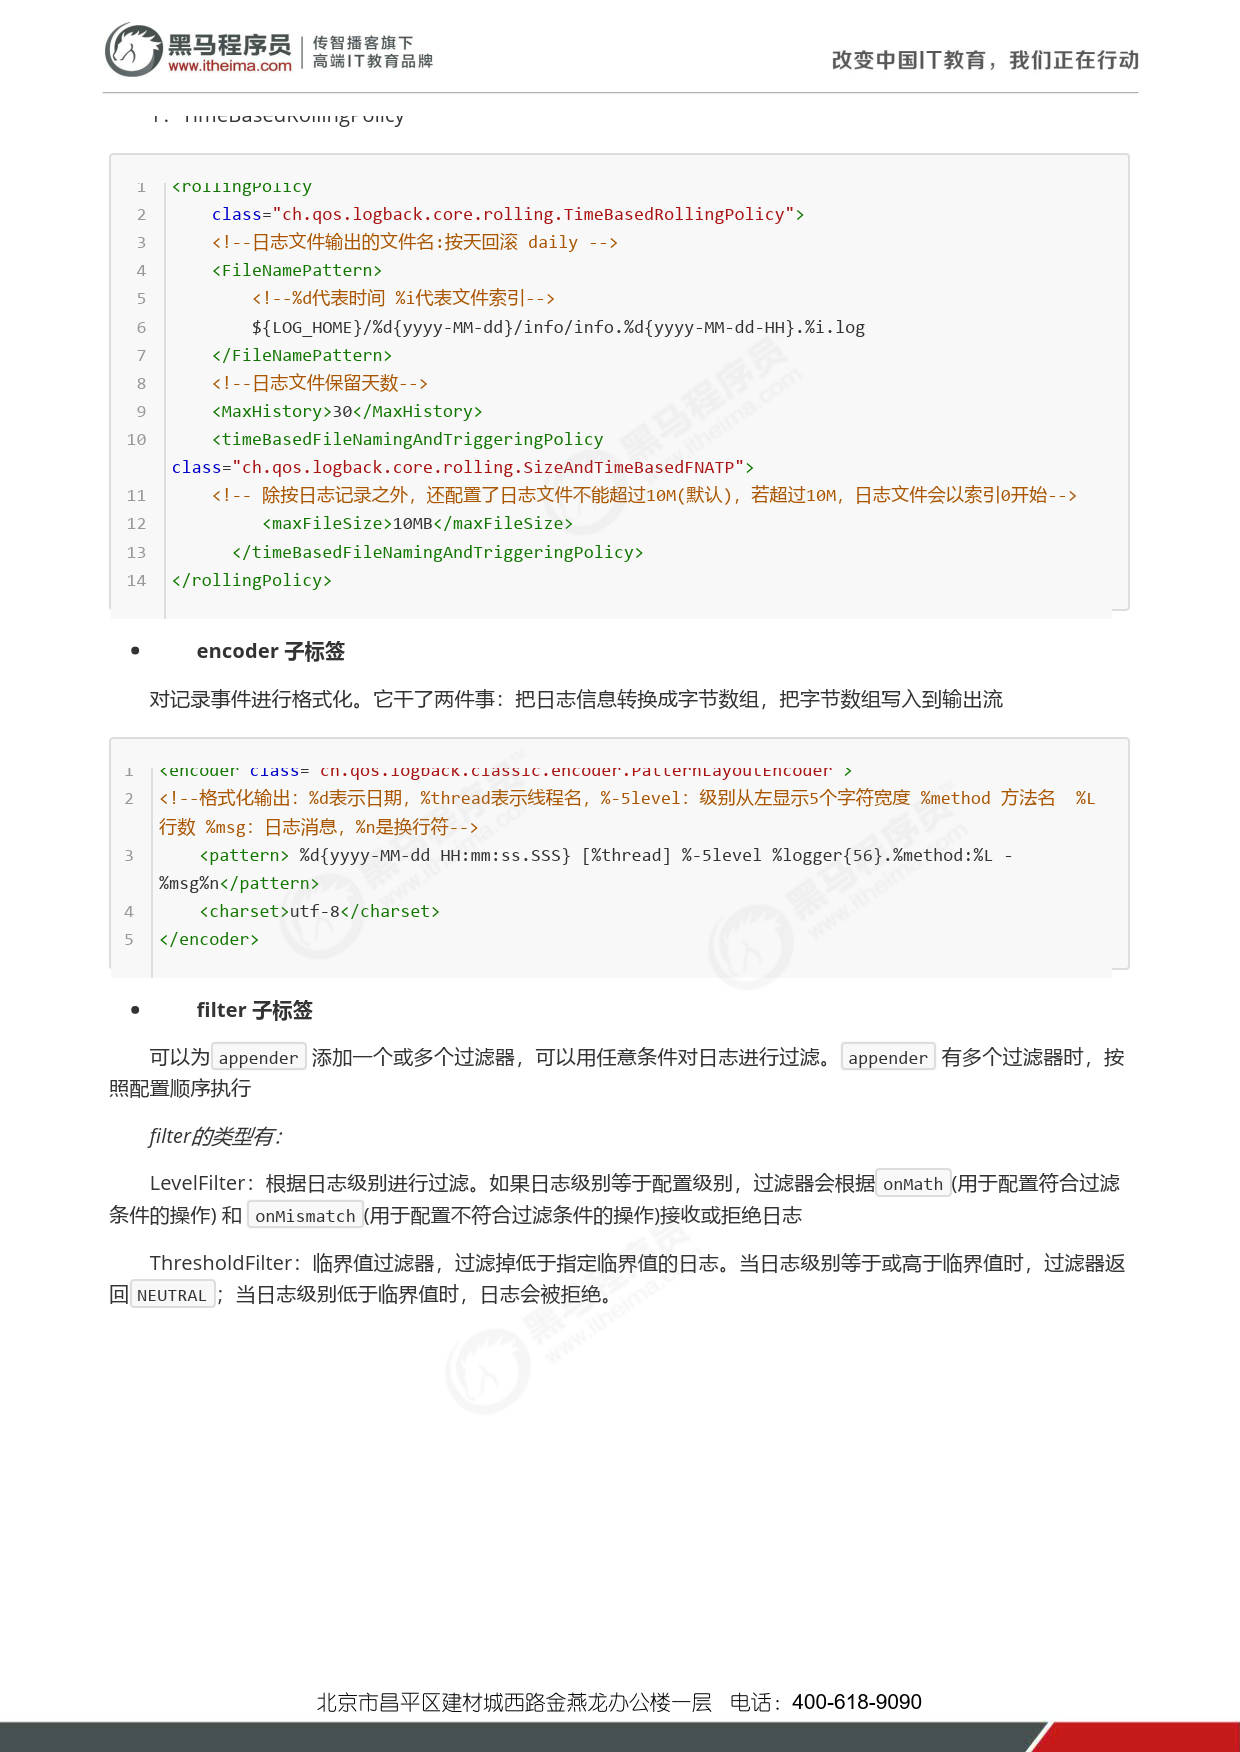 黑马程序员
www.itheima.com
传智播客旗下
高端IT教育品牌
改变中国IT教育，我们正在行动
1. TimeBasedRollingPolicy
1 <rollingPolicy
2     class="ch.qos.logback.core.rolling.TimeBasedRollingPolicy">
3     <!--日志文件输出的文件名:按天回滚 daily -->
4     <FileNamePattern>
5         <!--%d代表时间 %i代表文件索引-->
6         ${LOG_HOME}/%d{yyyy-MM-dd}/info/info.%d{yyyy-MM-dd-HH}.%i.log
7     </FileNamePattern>
8     <!--日志文件保留天数-->
9     <MaxHistory>30</MaxHistory>
10     <timeBasedFileNamingAndTriggeringPolicy
class="ch.qos.logback.core.rolling.SizeAndTimeBasedFNATP">
11     <!-- 除按日志记录之外，还配置了日志文件不能超过10M(默认)，若超过10M，日志文件会以索引0开始-->
12          <maxFileSize>10MB</maxFileSize>
13       </timeBasedFileNamingAndTriggeringPolicy>
14 </rollingPolicy>
• encoder 子标签
对记录事件进行格式化。它干了两件事：把日志信息转换成字节数组，把字节数组写入到输出流
1 <encoder class="ch.qos.logback.classic.encoder.PatternLayoutEncoder">
2 <!--格式化输出：%d表示日期，%thread表示线程名，%-5level：级别从左显示5个字符宽度 %method 方法名  %L
行数 %msg：日志消息，%n是换行符-->
3     <pattern> %d{yyyy-MM-dd HH:mm:ss.SSS} [%thread] %-5level %logger{56}.%method:%L -
%msg%n</pattern>
4     <charset>utf-8</charset>
5 </encoder>
• filter 子标签
可以为 appender 添加一个或多个过滤器，可以用任意条件对日志进行过滤。 appender 有多个过滤器时，按
照配置顺序执行
filter的类型有：
LevelFilter：根据日志级别进行过滤。如果日志级别等于配置级别，过滤器会根据 onMath (用于配置符合过滤
条件的操作) 和 onMismatch (用于配置不符合过滤条件的操作)接收或拒绝日志
ThresholdFilter：临界值过滤器，过滤掉低于指定临界值的日志。当日志级别等于或高于临界值时，过滤器返
回 NEUTRAL ；当日志级别低于临界值时，日志会被拒绝。
北京市昌平区建材城西路金燕龙办公楼一层   电话：400-618-9090